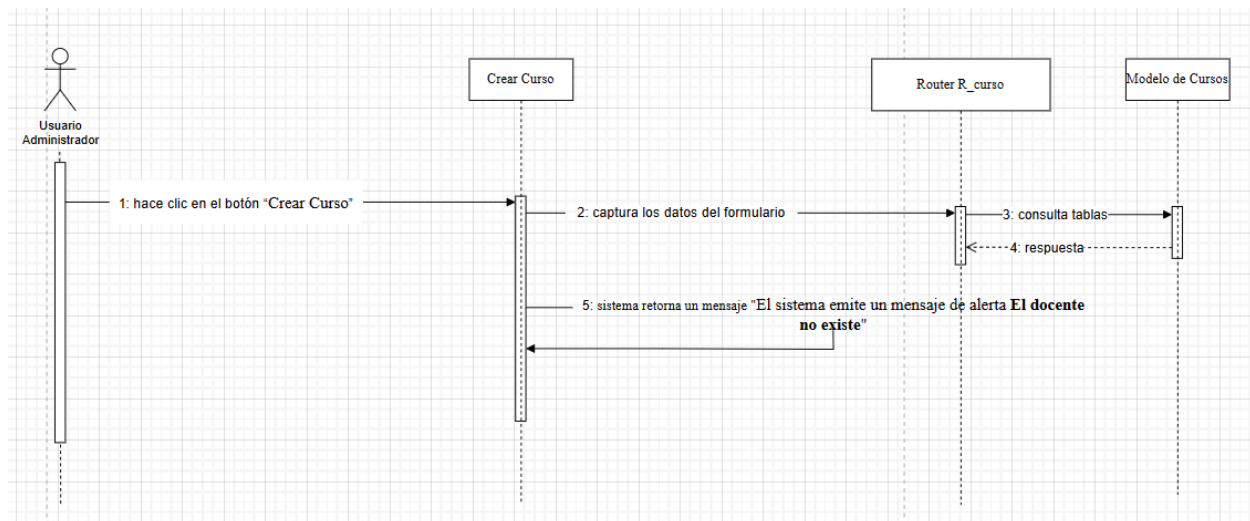 Crear Curso
Router R_curso
Modelo de Cursos
Usuario
Administrador
1: hace clic en el botón "Crear Curso"
2: captura los datos del formulario
3: consulta tablas
4: respuesta
5: sistema retorna un mensaje "El sistema emite un mensaje de alerta El docente
no existe"